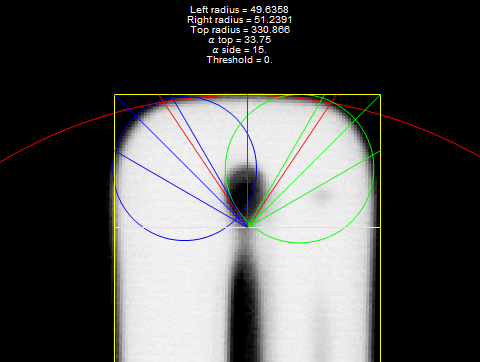 Left radius = 49.6358
Right radius = 51.2391
Top radius = 330.866
α top = 33.75
α side = 15.
Threshold = 0.